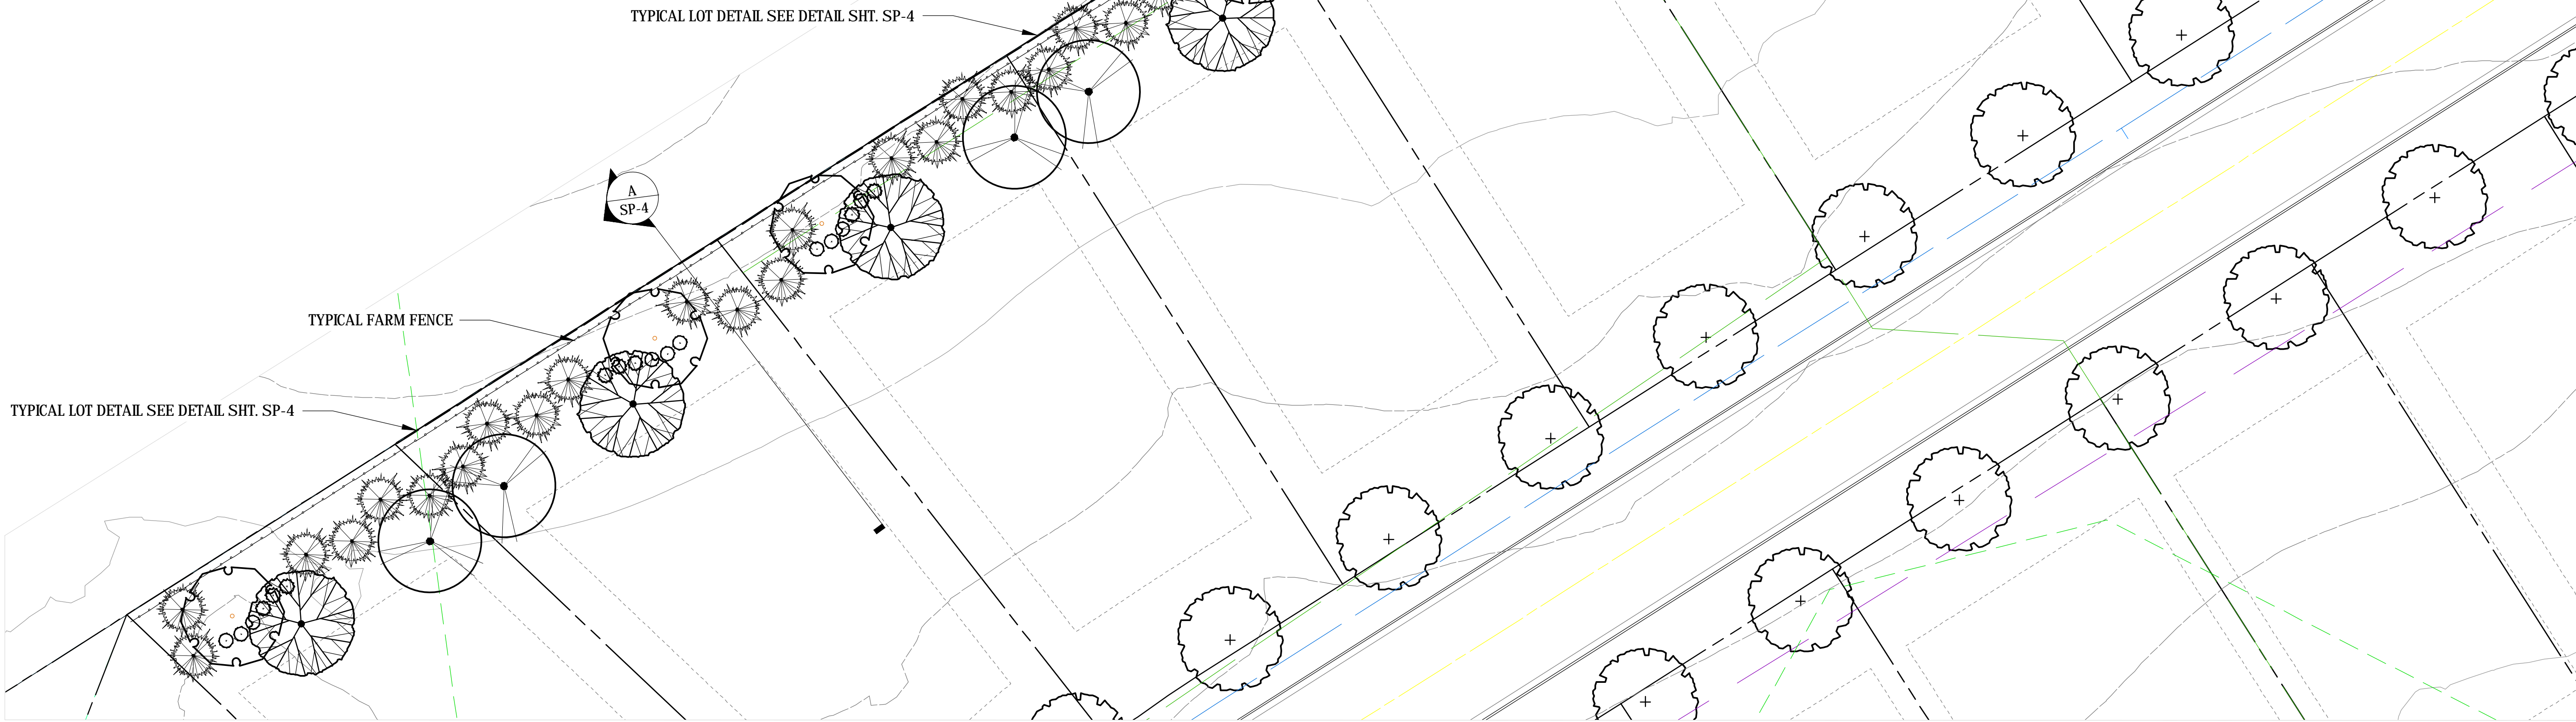 TYPICAL LOT DETAIL SEE DETAIL SHT. SP-4
A
SP-4
TYPICAL FARM FENCE
TYPICAL LOT DETAIL SEE DETAIL SHT. SP-4